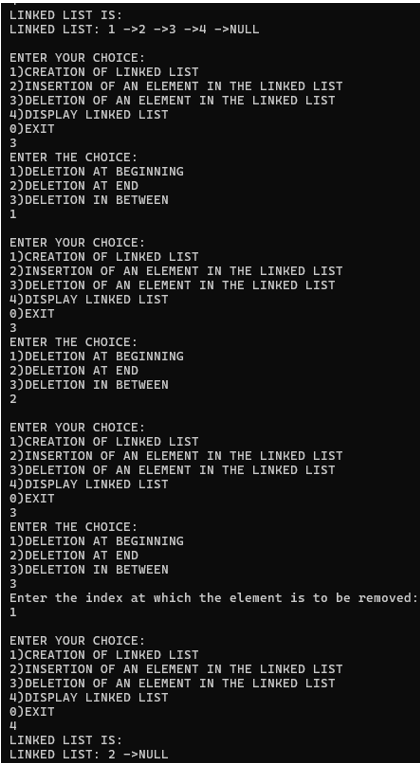 LINKED LIST IS:
LINKED LIST: 1 ->2 ->3 ->4 ->NULL
ENTER YOUR CHOICE:
1)CREATION OF LINKED LIST
2)INSERTION OF AN ELEMENT IN THE LINKED LIST
3)DELETION OF AN ELEMENT IN THE LINKED LIST
4)DISPLAY LINKED LIST
0)EXIT
3
ENTER THE CHOICE:
1)DELETION AT BEGINNING
2)DELETION AT END
3)DELETION IN BETWEEN
1
ENTER YOUR CHOICE:
1)CREATION OF LINKED LIST
2)INSERTION OF AN ELEMENT IN THE LINKED LIST
3)DELETION OF AN ELEMENT IN THE LINKED LIST
4)DISPLAY LINKED LIST
0)EXIT
3
ENTER THE CHOICE:
1)DELETION AT BEGINNING
2)DELETION AT END
3)DELETION IN BETWEEN
2
ENTER YOUR CHOICE:
1)CREATION OF LINKED LIST
2)INSERTION OF AN ELEMENT IN THE LINKED LIST
3)DELETION OF AN ELEMENT IN THE LINKED LIST
4)DISPLAY LINKED LIST
0)EXIT
3
ENTER THE CHOICE:
1)DELETION AT BEGINNING
2)DELETION AT END
3)DELETION IN BETWEEN
3
Enter the index at which the element is to be removed:
1
ENTER YOUR CHOICE:
1)CREATION OF LINKED LIST
2)INSERTION OF AN ELEMENT IN THE LINKED LIST
3)DELETION OF AN ELEMENT IN THE LINKED LIST
4)DISPLAY LINKED LIST
0)EXIT
4
LINKED LIST IS:
LINKED LIST: 2 ->NULL